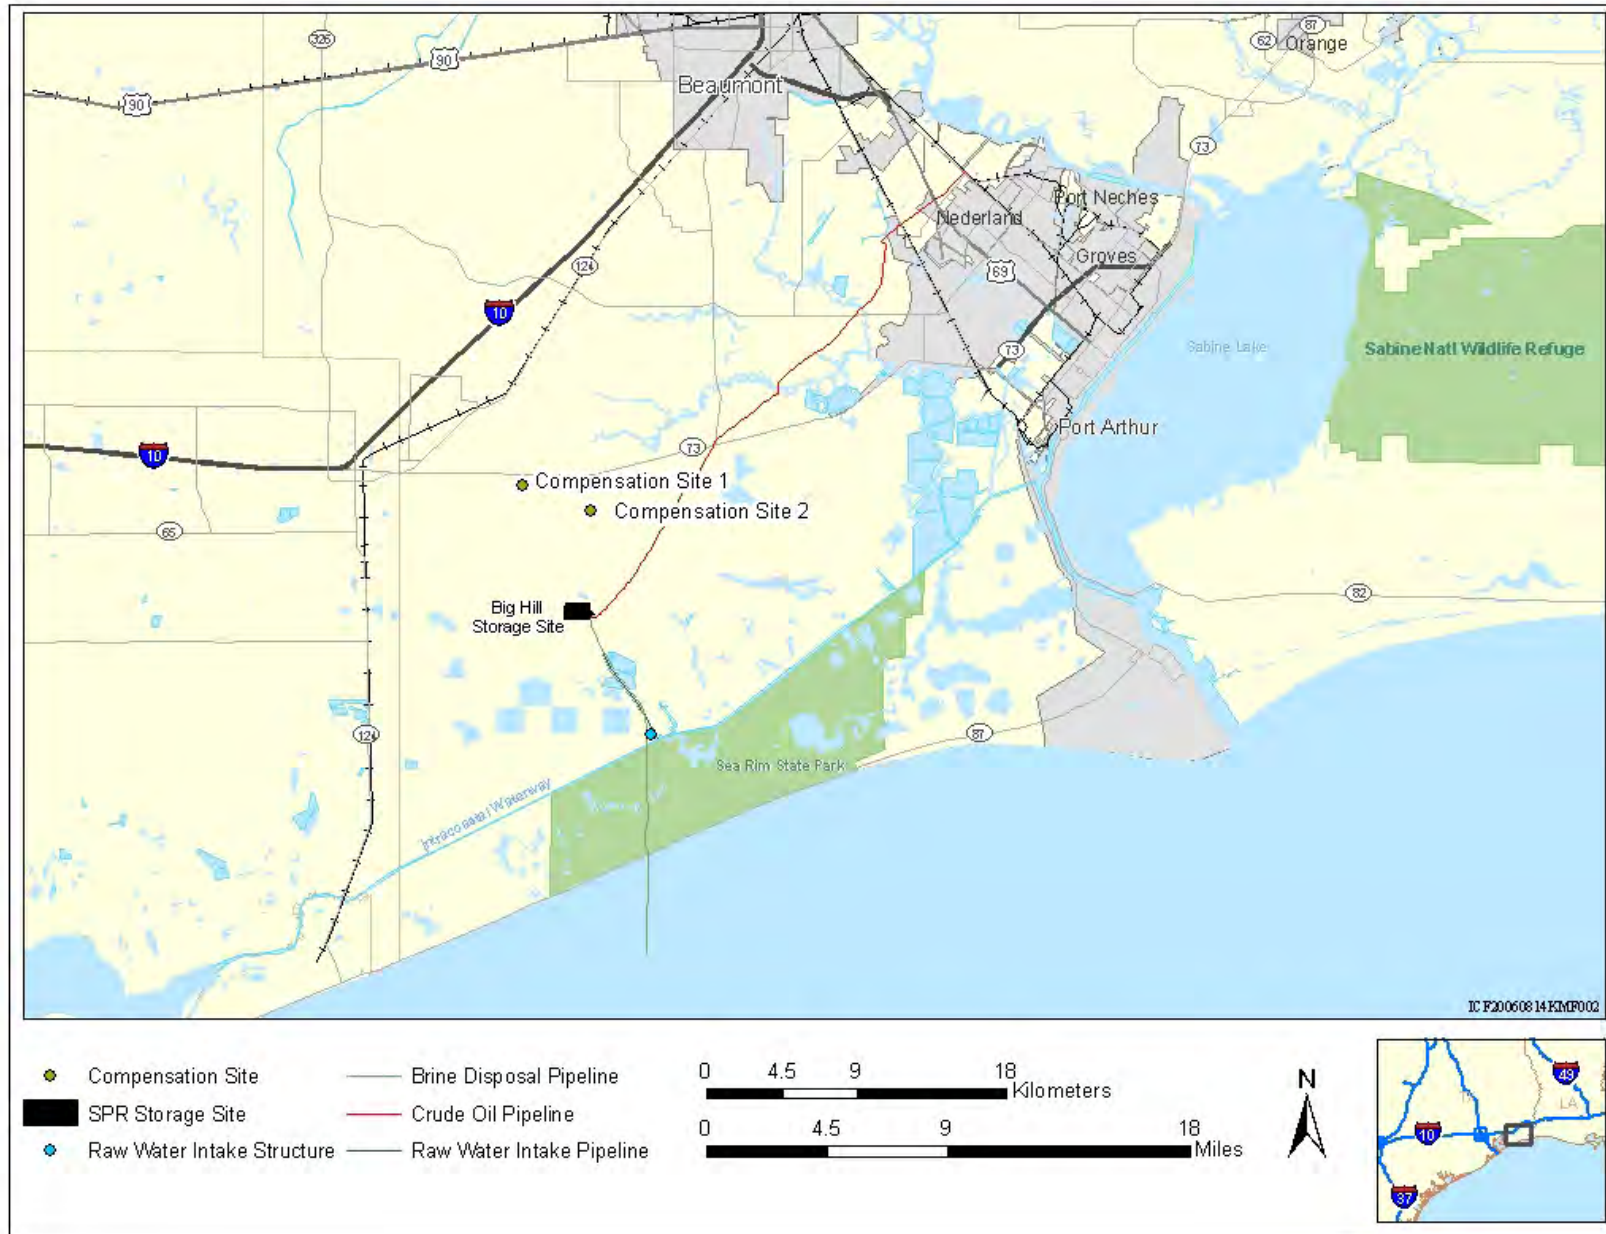 326
90
90
Beaumont
87
62
Orange
73
Port Neches
Nederland
Groves
69
124
10
73
Sabine Lake
Sabine Natl Wildlife Refuge
Port Arthur
73
10
Compensation Site 1
Compensation Site 2
65
82
Big Hill
Storage Site
124
87
Sea Rim State Park
Intracoastal Waterway
ICF20060814KMF002
Compensation Site
SPR Storage Site
Raw Water Intake Structure
Brine Disposal Pipeline
Crude Oil Pipeline
Raw Water Intake Pipeline
0 4.5 9 18
Kilometers
0 4.5 9 18
Miles
N
49
LA
10
37